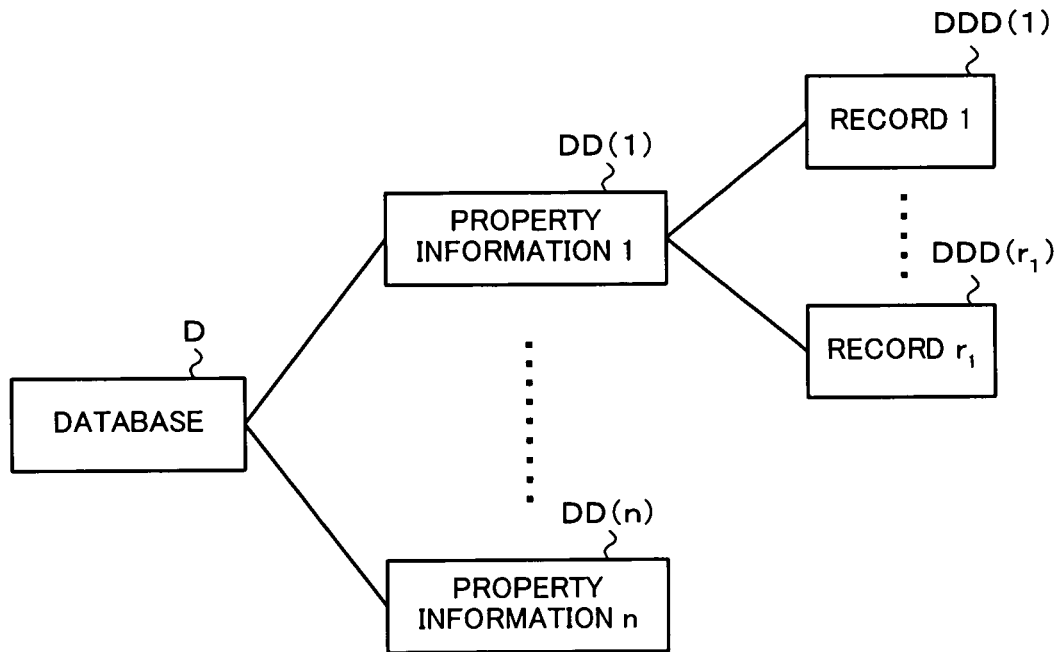 DDD(1)
RECORD 1
DD(1)
PROPERTY
INFORMATION 1
DDD(r₁)
RECORD r₁
D
DATABASE
DD(n)
PROPERTY
INFORMATION n